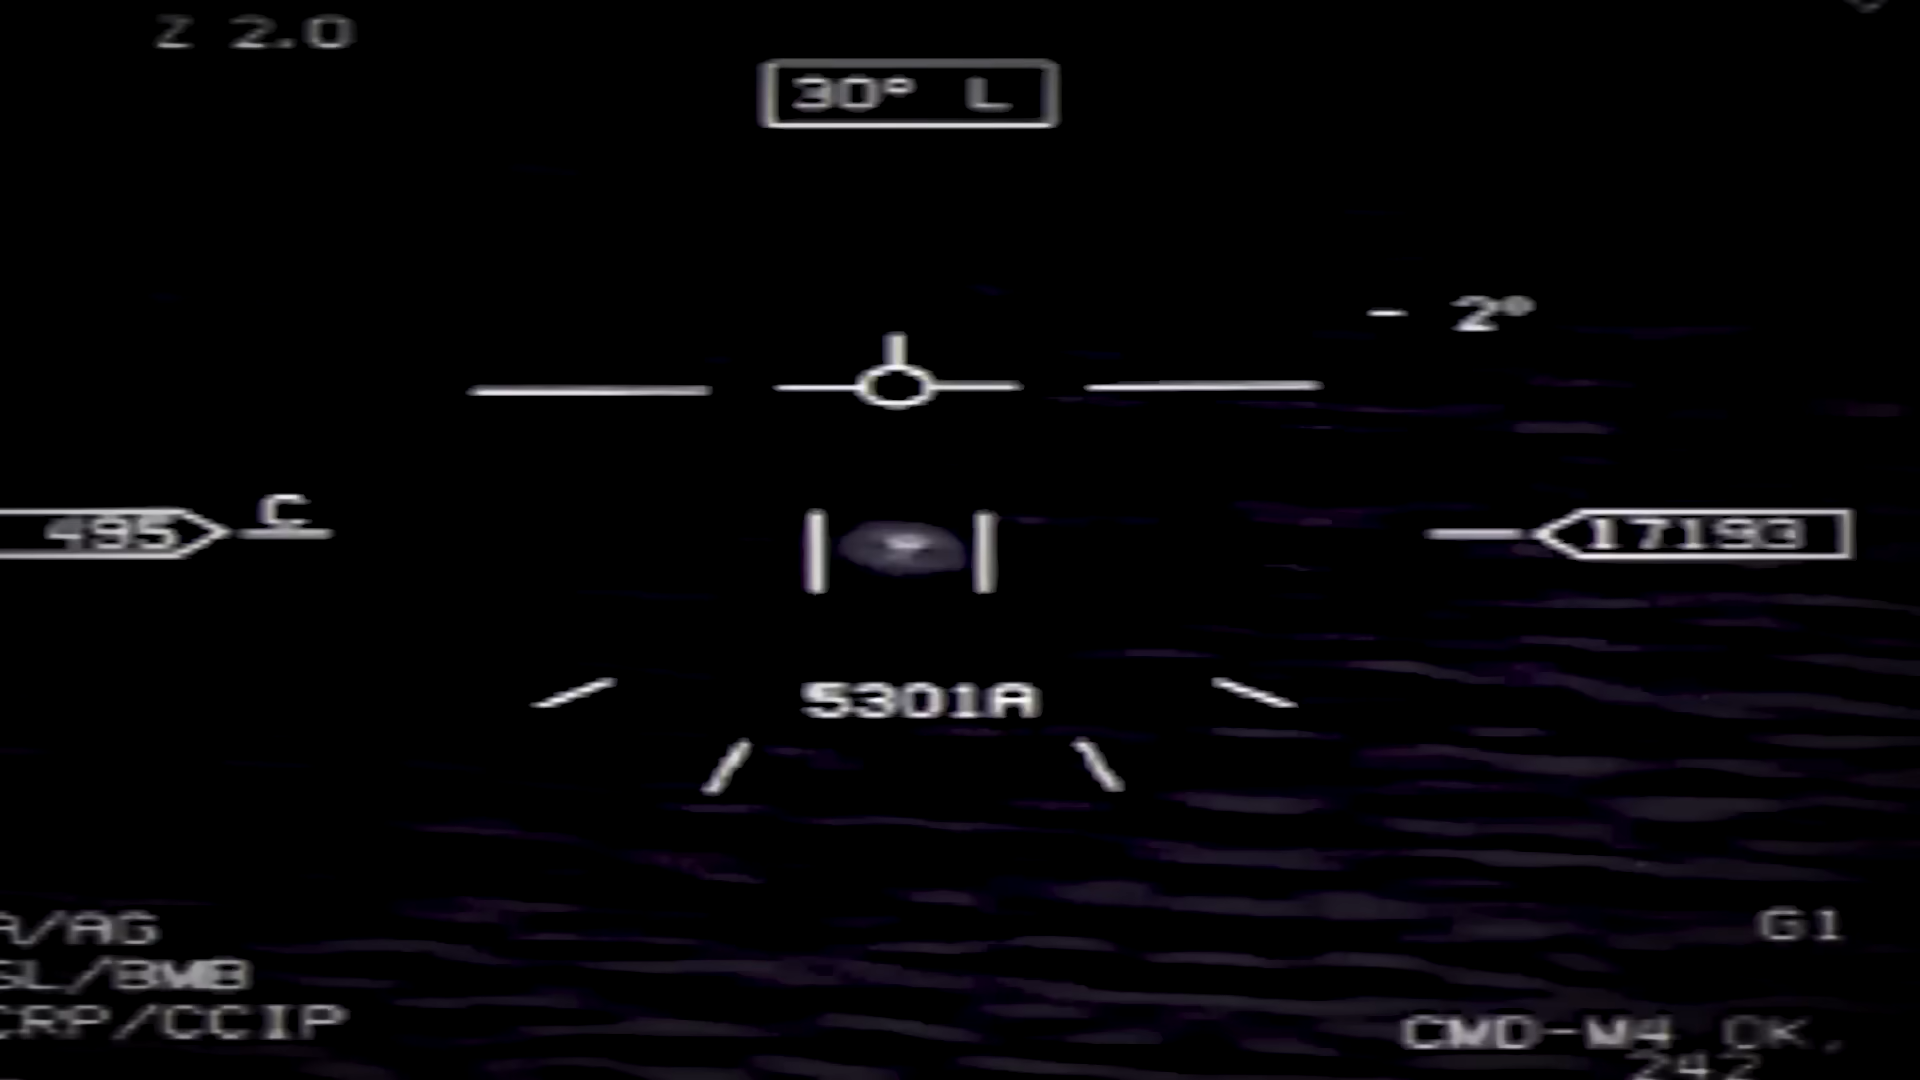 Z 2.0
30° L
- 2°
495
C
17193
5301A
A/AG
G1
SL/BMB
CRP/CCIP
CMD-M4 OK,
242